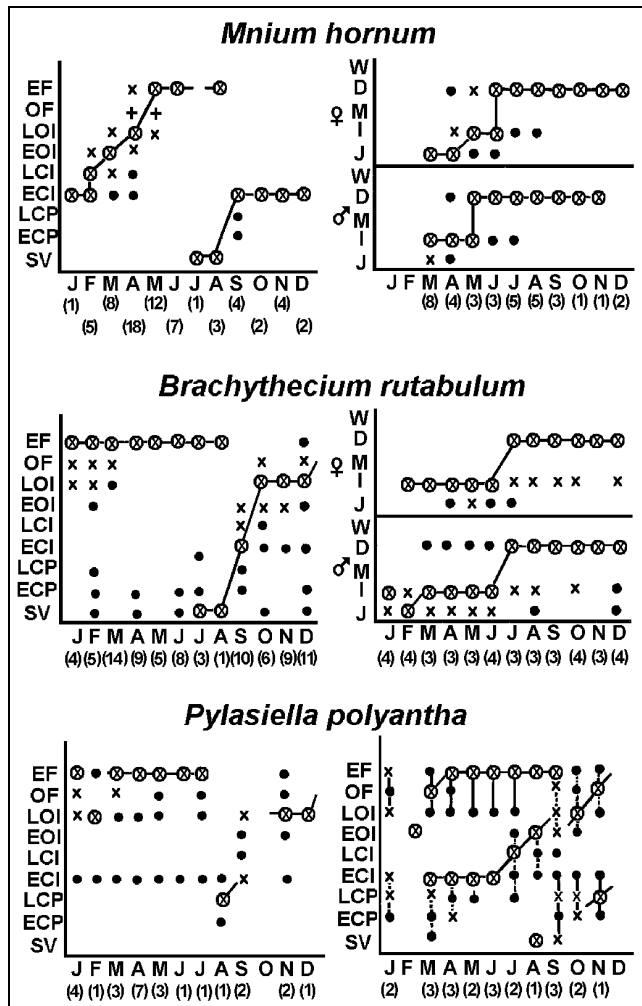 Mnium hornum
EF
OF
LOI
EOI
LCI
ECI
LCP
ECP
SV
J F M A M J J A S O N D
(1) (8) (12) (1) (4) (4)
(5) (18) (7) (3) (2) (2)
W
D
♀ M
I
J
W
D
♂ M
I
J
J F M A M J J A S O N D
(8) (4) (3) (3) (5) (5) (3) (1) (1) (2)
Brachythecium rutabulum
EF
OF
LOI
EOI
LCI
ECI
LCP
ECP
SV
J F M A M J J A S O N D
(4) (5) (14) (9) (5) (8) (3) (1) (10) (6) (9) (11)
W
D
♀ M
I
J
W
D
♂ M
I
J
J F M A M J J A S O N D
(4) (4) (3) (3) (3) (3) (3) (3) (3) (4) (3) (4)
Pylasiella polyantha
EF
OF
LOI
EOI
LCI
ECI
LCP
ECP
SV
J F M A M J J A S O N D
(4) (1) (3) (7) (3) (1) (1) (1) (2) (2) (1)
EF
OF
LOI
EOI
LCI
ECI
LCP
ECP
SV
J F M A M J J A S O N D
(2) (3) (3) (2) (3) (2) (1) (3) (2) (1)